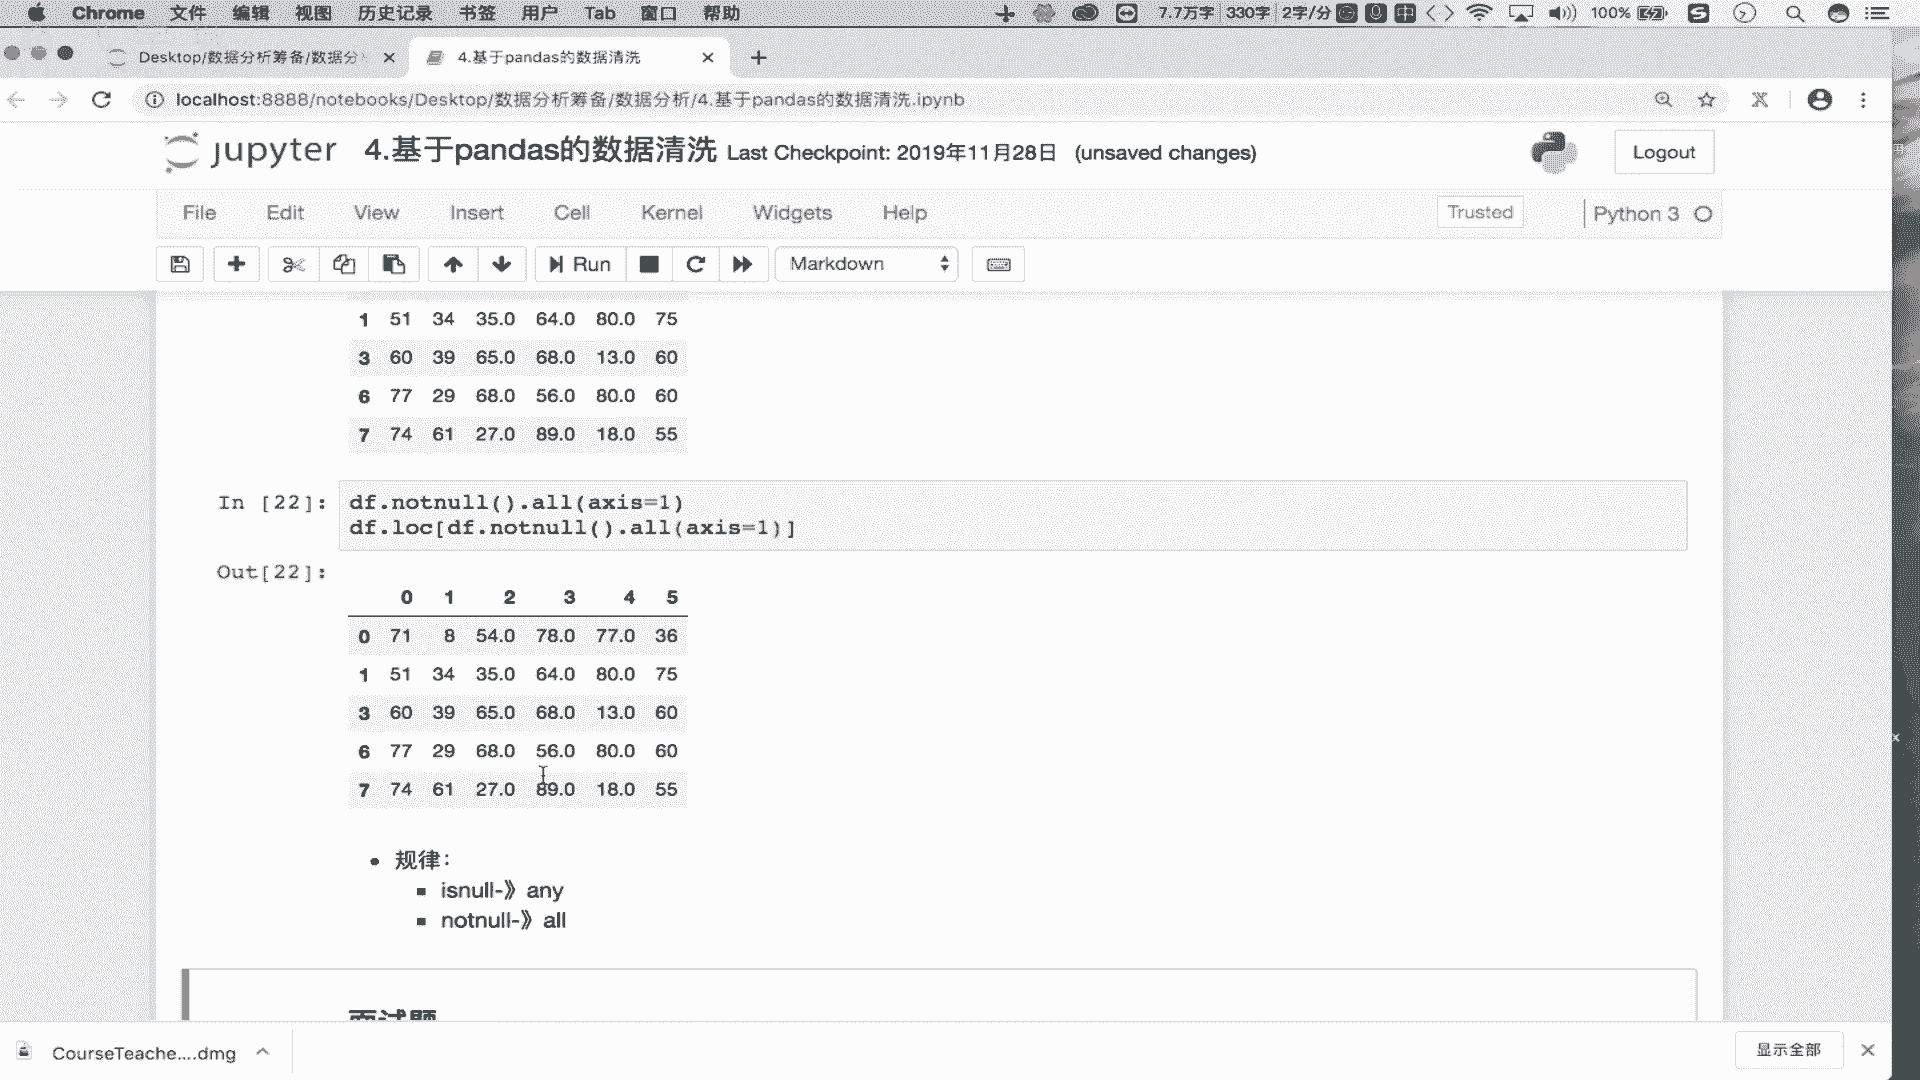 Chrome 文件 编辑 视图 历史记录 书签 用户 Tab 窗口 帮助 7.7万字 330字 2字/分 中 100%
Desktop/数据分析筹备/数据分 4.基于pandas的数据清洗
localhost:8888/notebooks/Desktop/数据分析筹备/数据分析/4.基于pandas的数据清洗.ipynb
jupyter 4.基于pandas的数据清洗 Last Checkpoint: 2019年11月28日 (unsaved changes) Logout
File Edit View Insert Cell Kernel Widgets Help Trusted Python 3
Run Markdown
1 51 34 35.0 64.0 80.0 75
3 60 39 65.0 68.0 13.0 60
6 77 29 68.0 56.0 80.0 60
7 74 61 27.0 89.0 18.0 55
In [22]: df.notnull().all(axis=1)
df.loc[df.notnull().all(axis=1)]
Out[22]:
0 1 2 3 4 5
0 71 8 54.0 78.0 77.0 36
1 51 34 35.0 64.0 80.0 75
3 60 39 65.0 68.0 13.0 60
6 77 29 68.0 56.0 80.0 60
7 74 61 27.0 89.0 18.0 55
规律：
isnull-》any
notnull-》all
面试题
CourseTeache....dmg 显示全部